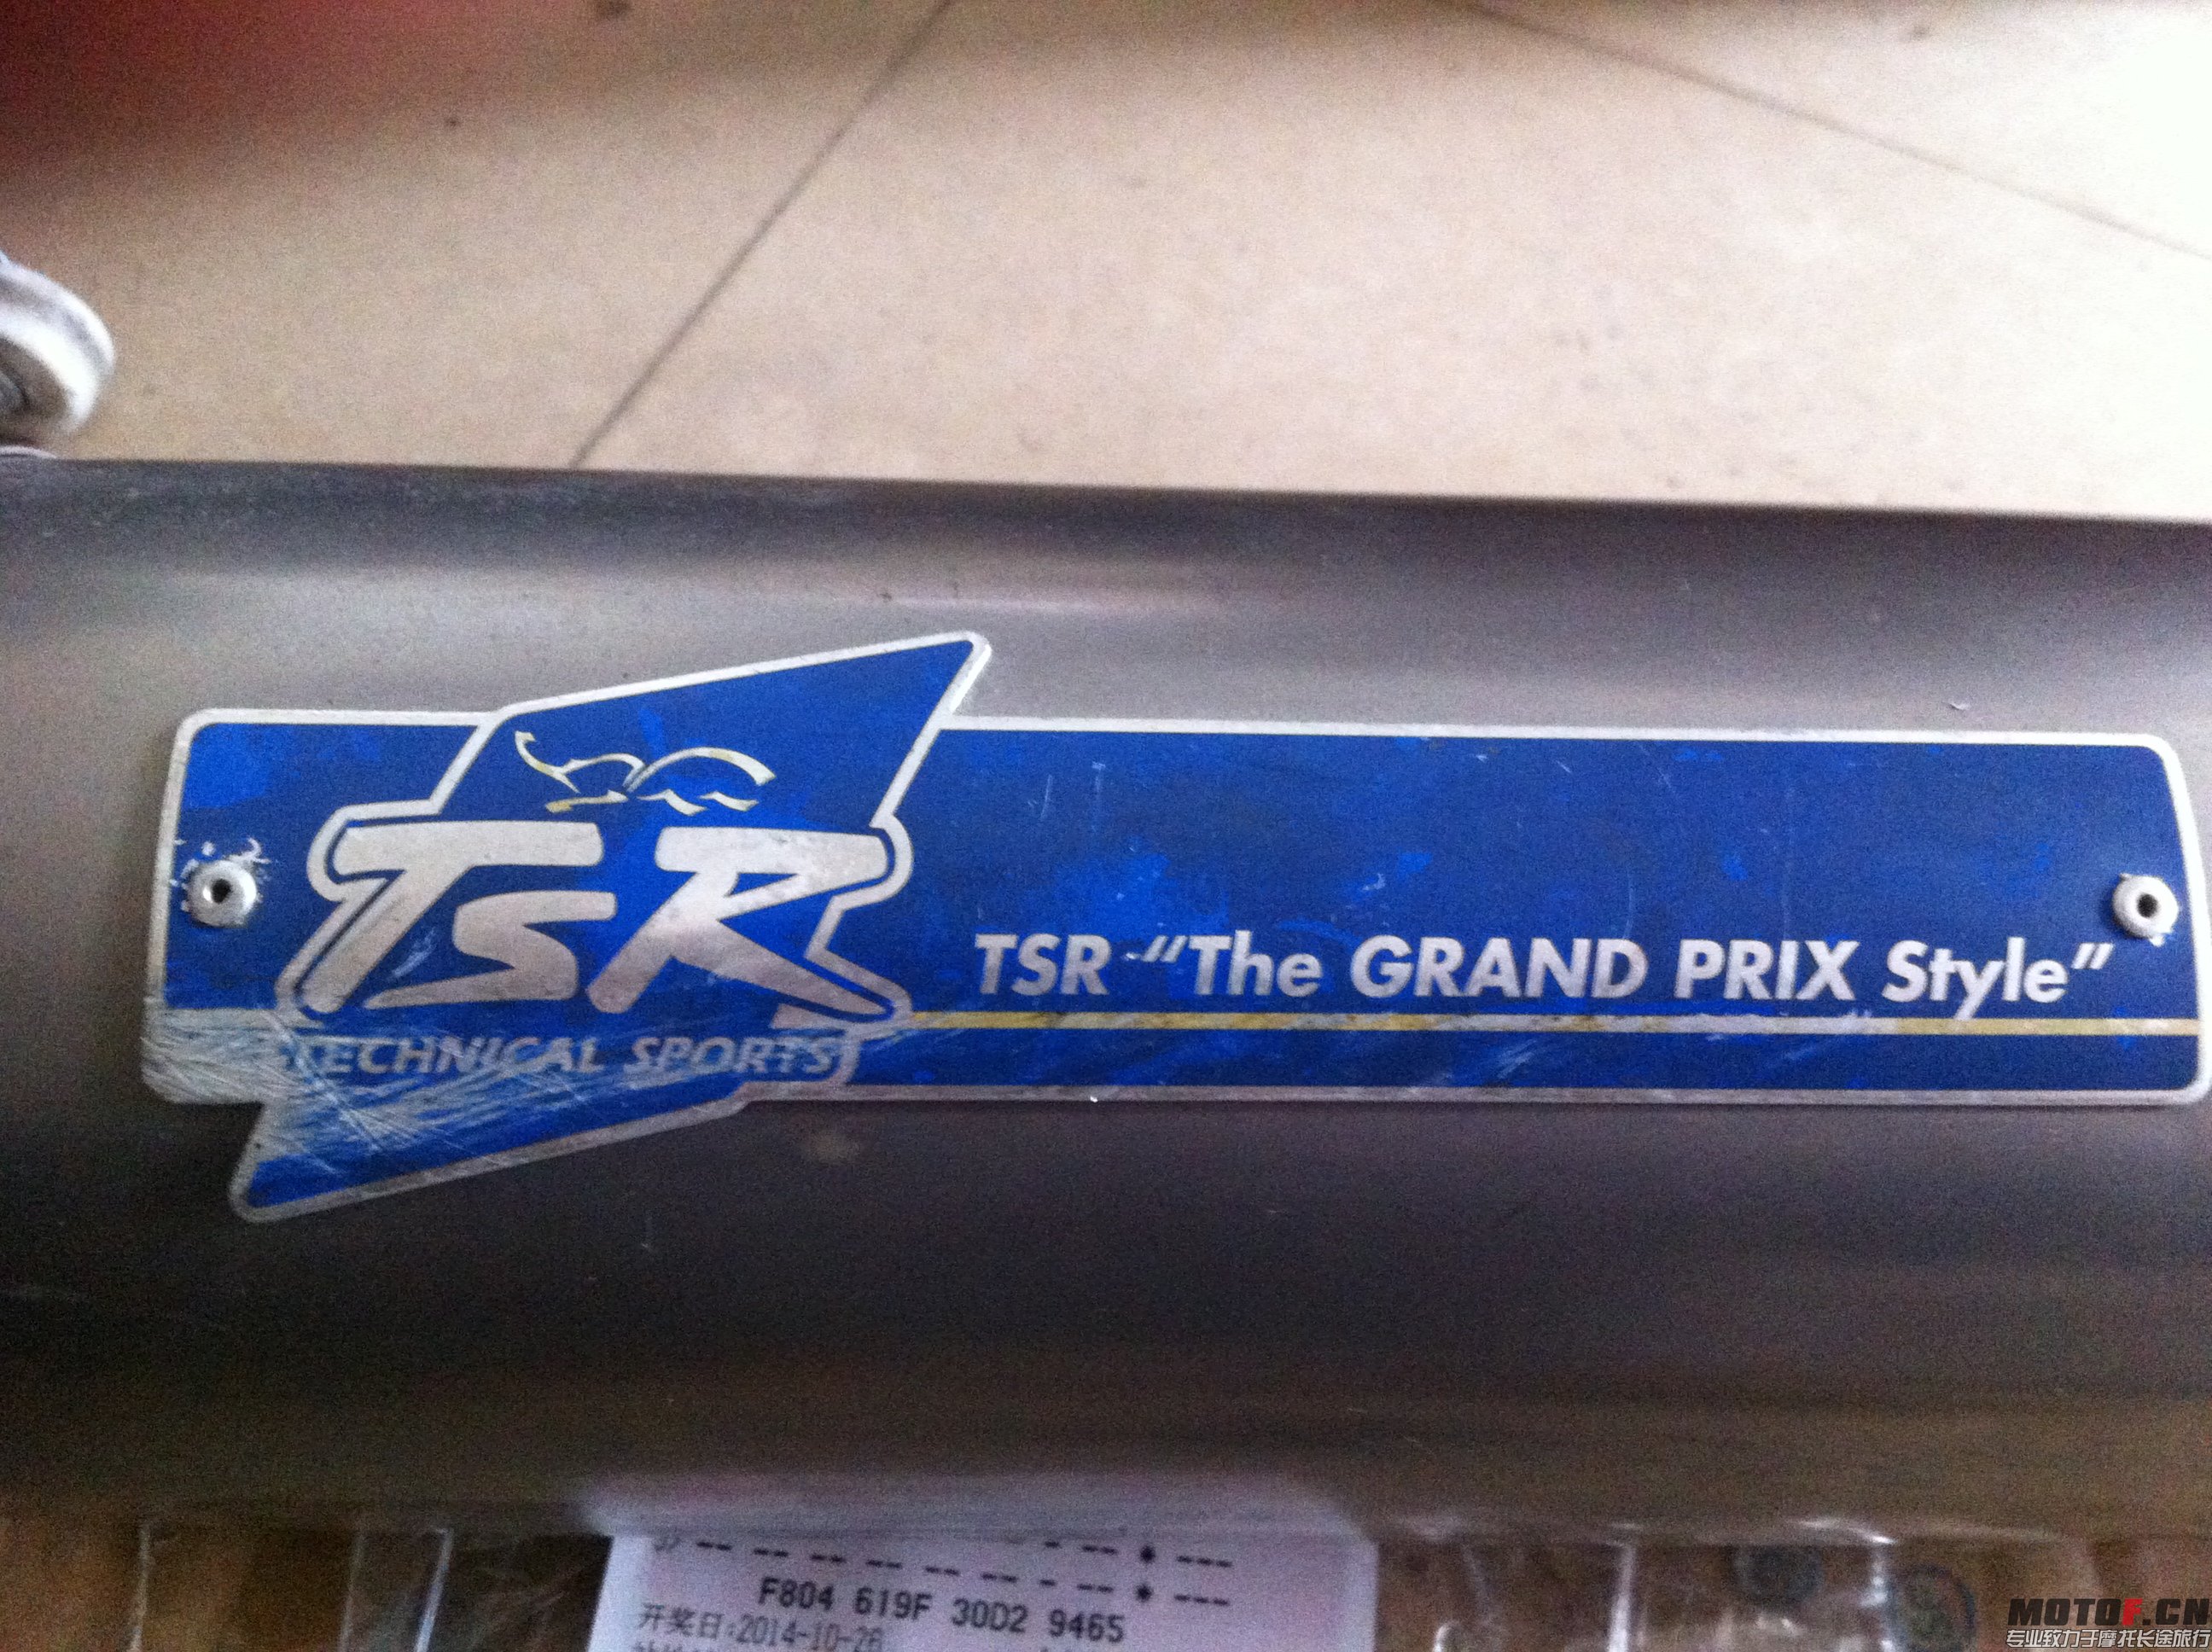 TSR
TECHNICAL SPORTS
TSR "The GRAND PRIX Style"
F804 619F 30D2 9465
开奖日:2014-10-26
MOTOF.CN
专业致力于摩托长途旅行